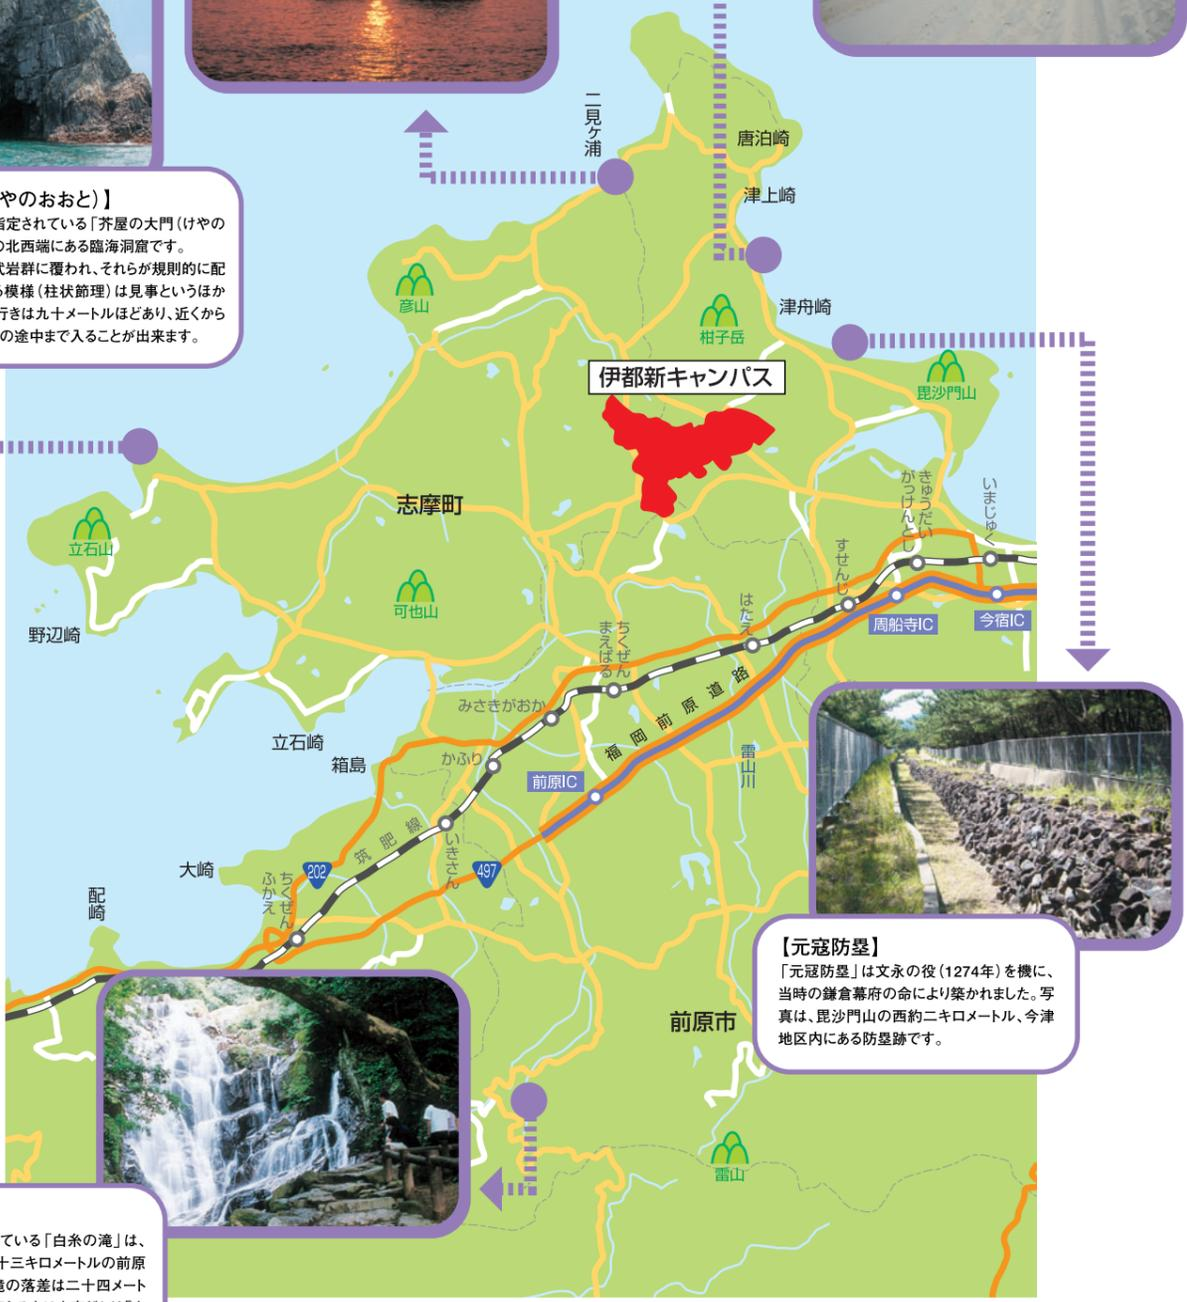 やのおおと)】
指定されている「芥屋の大門(けやの
の北西端にある臨海洞窟です。
武岩群に覆われ、それらが規則的に配
る模様(柱状節理)は見事というほか
行きは九十メートルほどあり、近くから
の途中まで入ることが出来ます。
二見ヶ浦
唐泊崎
津上崎
津舟崎
彦山
柑子岳
毘沙門山
伊都新キャンパス
志摩町
立石山
可也山
野辺崎
立石崎
箱島
大崎
配崎
きゅうだい
がっけんとし
いまじゅく
すせんじ
はたえ
ちくぜん
まえばる
みさきがおか
かふり
いきさん
ちくぜん
ふかえ
周船寺IC
今宿IC
前原IC
福岡前原道路
筑肥線
雷山川
202
497
前原市
雷山
【元寇防塁】
「元冦防塁」は文永の役(1274年)を機に、
当時の鎌倉幕府の命により築かれました。写
真は、毘沙門山の西約二キロメートル、今津
地区内にある防塁跡です。
ている「白糸の滝」は、
十三キロメートルの前原
滝の落差は二十四メート